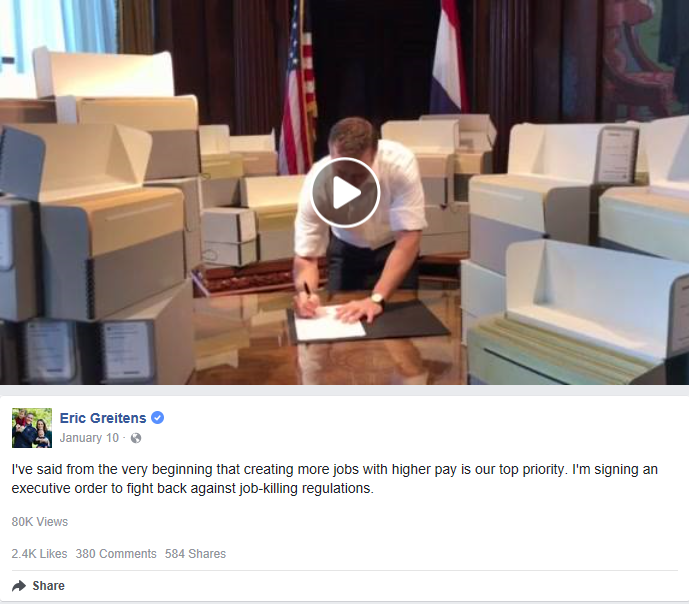 Eric Greitens
January 10 ·
I've said from the very beginning that creating more jobs with higher pay is our top priority. I'm signing an
executive order to fight back against job-killing regulations.
80K Views
2.4K Likes 380 Comments 584 Shares
Share